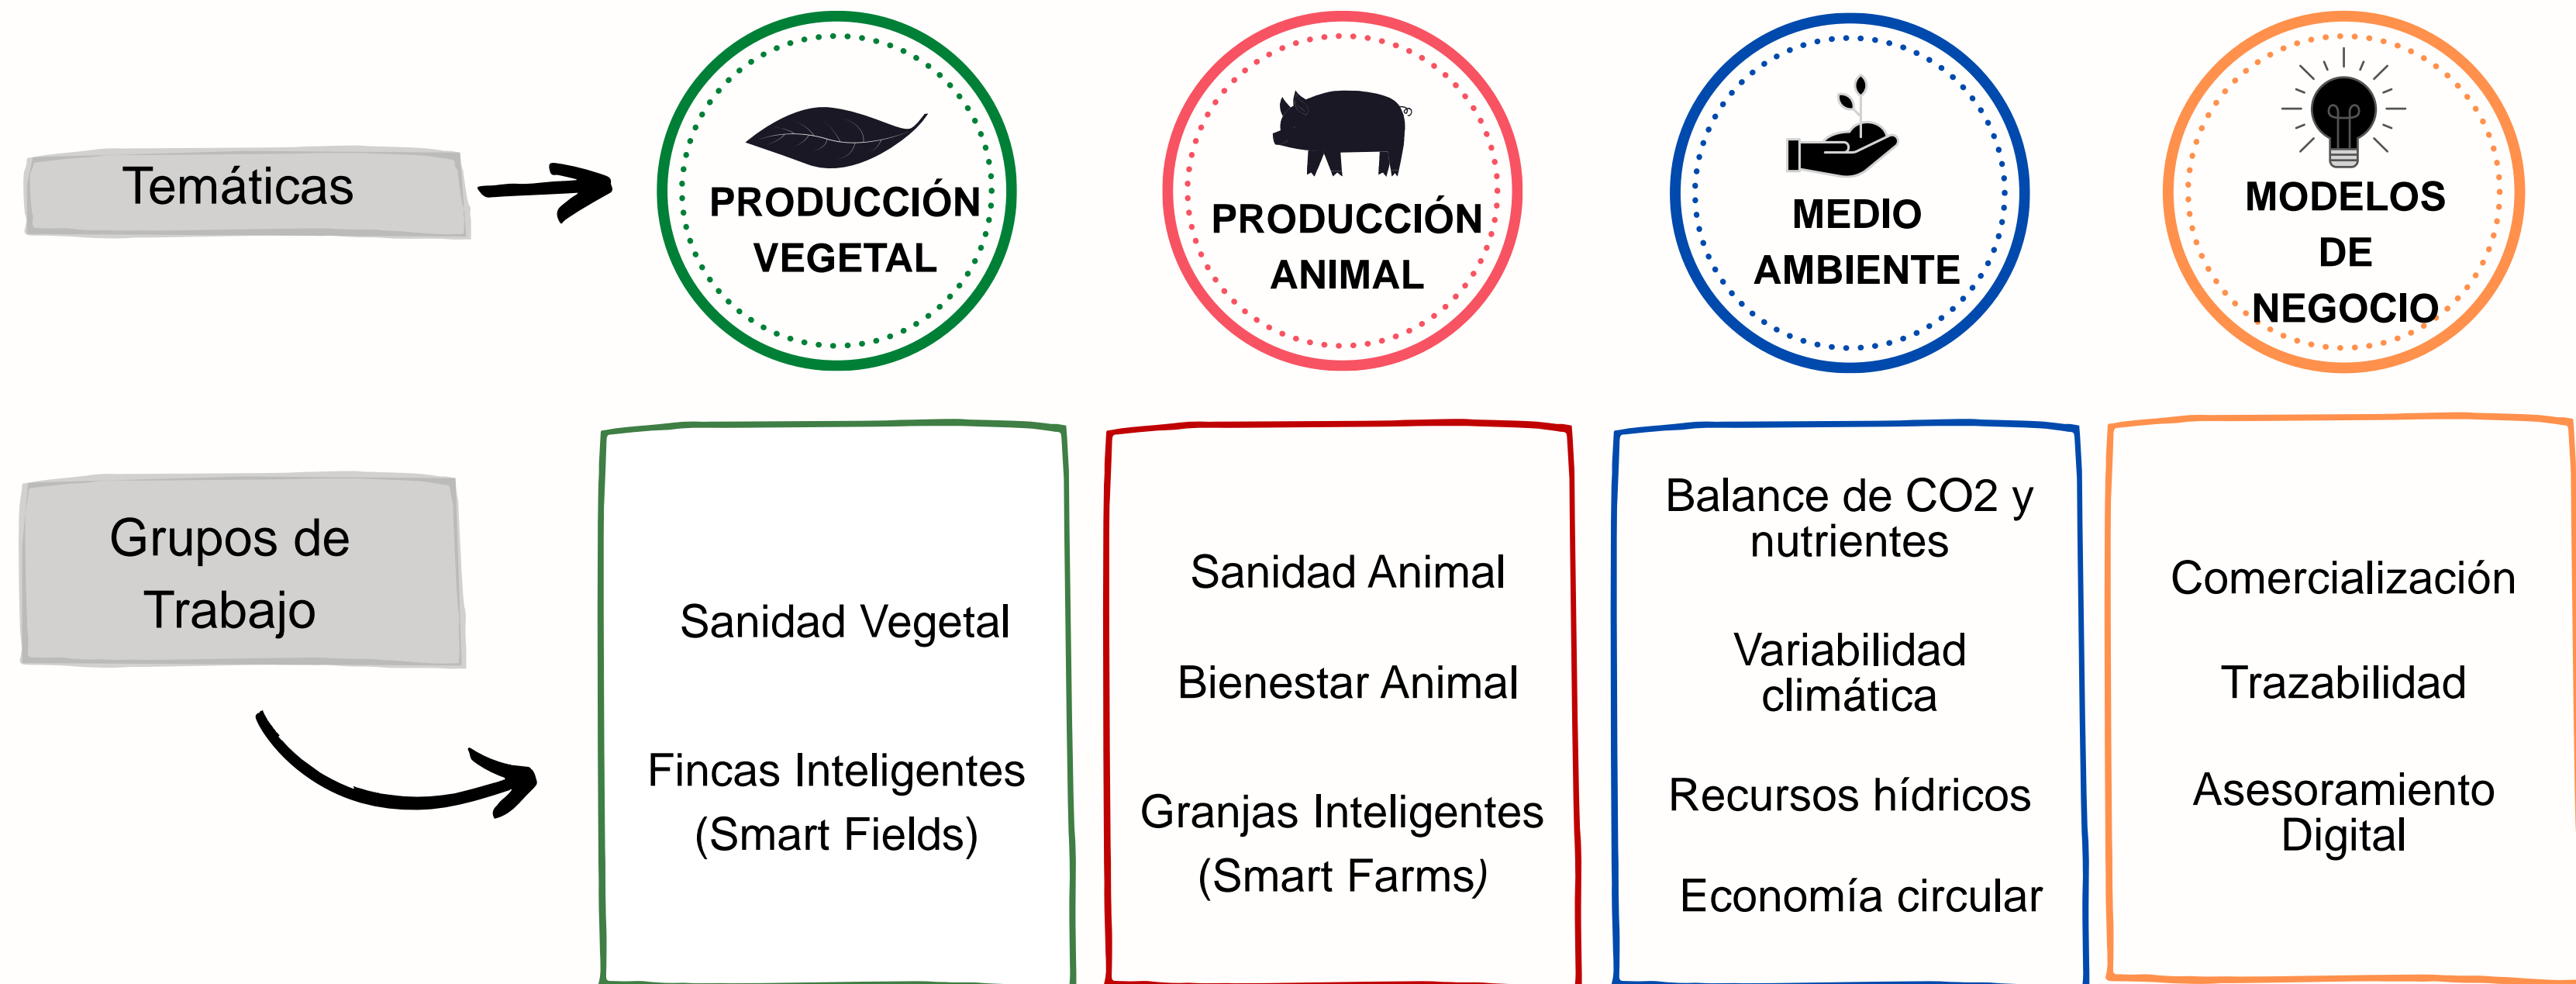 Temáticas
PRODUCCIÓN
VEGETAL
PRODUCCIÓN
ANIMAL
MEDIO
AMBIENTE
MODELOS
DE
NEGOCIO
Grupos de
Trabajo
Sanidad Vegetal
Fincas Inteligentes
(Smart Fields)
Sanidad Animal
Bienestar Animal
Granjas Inteligentes
(Smart Farms)
Balance de CO2 y
nutrientes
Variabilidad
climática
Recursos hídricos
Economía circular
Comercialización
Trazabilidad
Asesoramiento
Digital